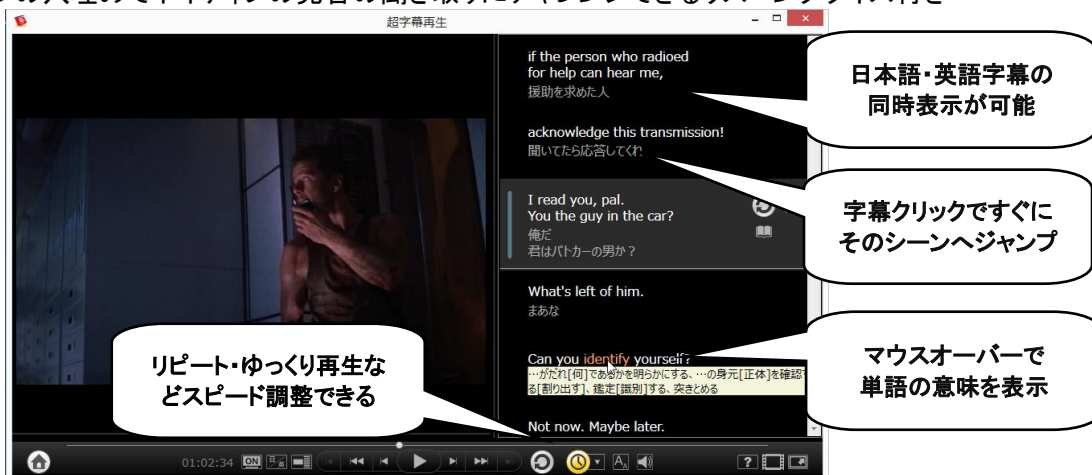 超字幕再生
if the person who radioed
for help can hear me,
援助を求めた人
acknowledge this transmission!
聞いてたら応答してくれ
I read you, pal.
You the guy in the car?
俺だ
君はパトカーの男か？
What's left of him.
まあな
Can you identify yourself?
…がだれ[何]であるかを明らかにする、…の身元[正体]を確認
る[割り出す]、鑑定[識別]する、突きとめる
Not now. Maybe later.
日本語・英語字幕の
同時表示が可能
字幕クリックですぐに
そのシーンへジャンプ
マウスオーバーで
単語の意味を表示
リピート・ゆっくり再生な
どスピード調整できる
01:02:34 ON